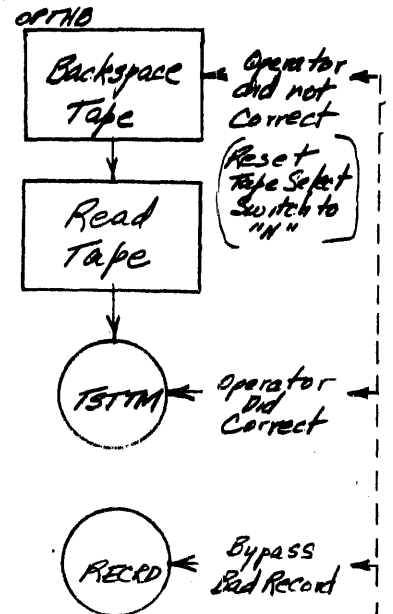 OPTNB
Backspace
Tape
Operator
did not
Correct
(Reset
Tape Select
Switch to
"N")
Read
Tape
TSTTM
Operator
Did
Correct
RECRD
Bypass
Bad Record